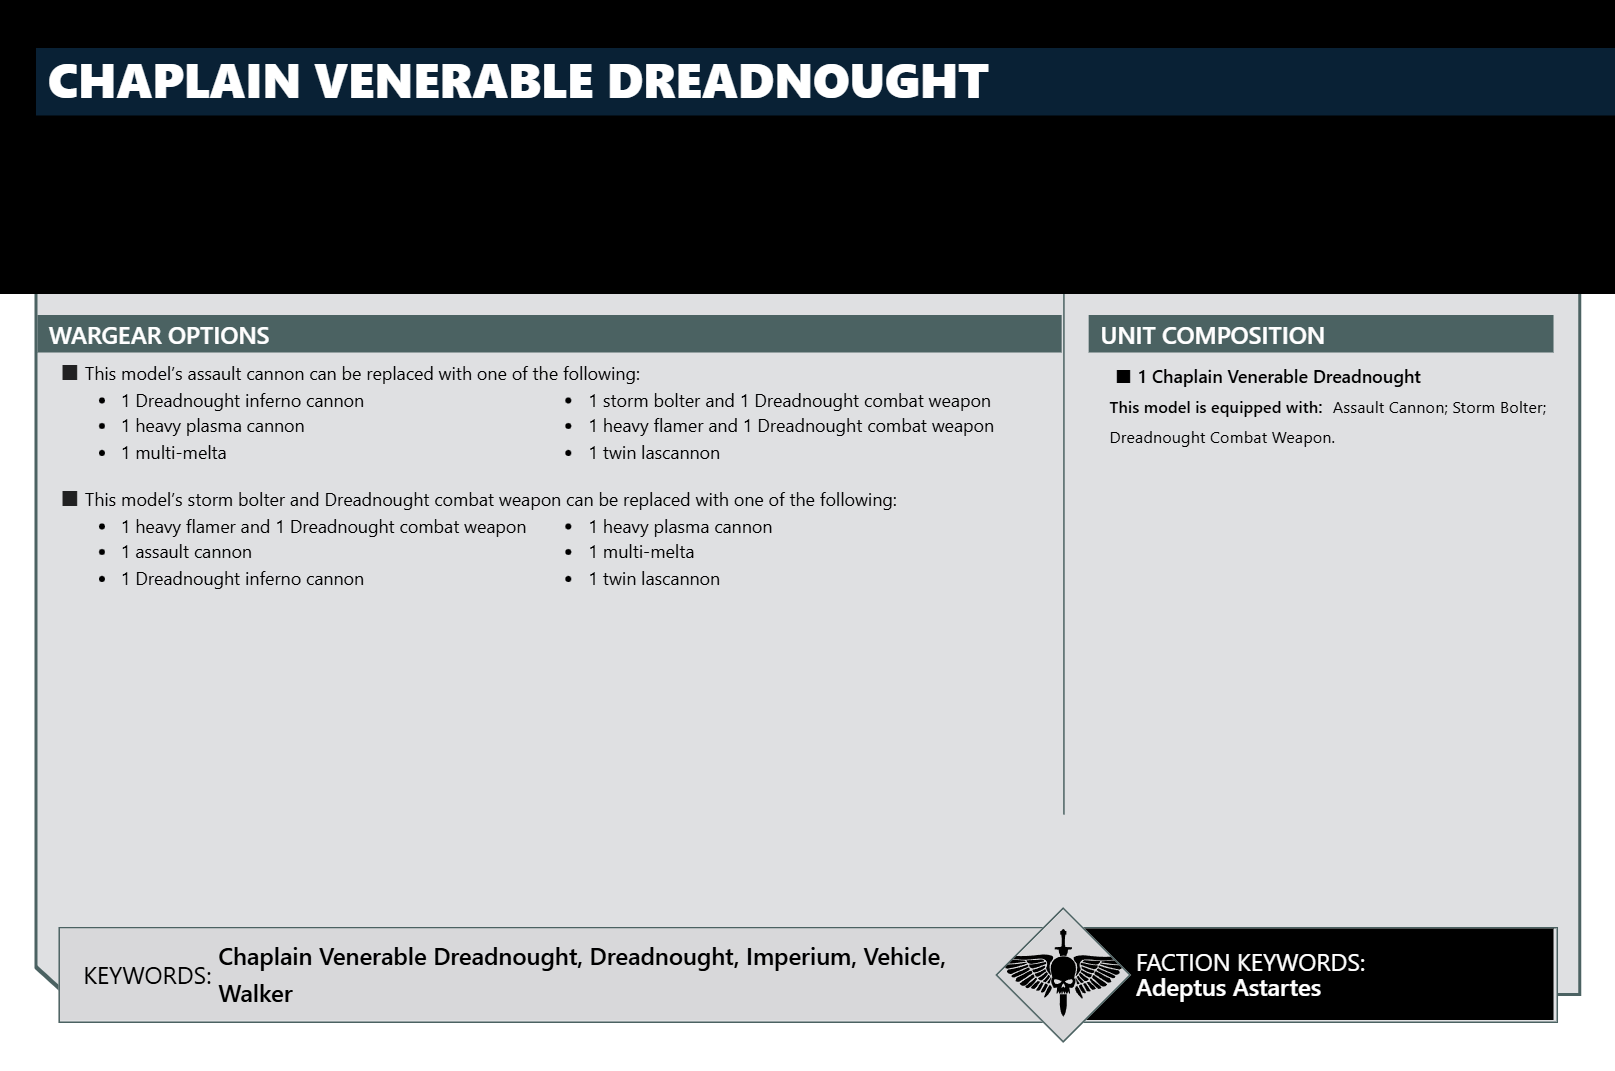 CHAPLAIN VENERABLE DREADNOUGHT
WARGEAR OPTIONS
■ This model's assault cannon can be replaced with one of the following:
• 1 Dreadnought inferno cannon
• 1 heavy plasma cannon
• 1 multi-melta
• 1 storm bolter and 1 Dreadnought combat weapon
• 1 heavy flamer and 1 Dreadnought combat weapon
• 1 twin lascannon
■ This model's storm bolter and Dreadnought combat weapon can be replaced with one of the following:
• 1 heavy flamer and 1 Dreadnought combat weapon
• 1 assault cannon
• 1 Dreadnought inferno cannon
• 1 heavy plasma cannon
• 1 multi-melta
• 1 twin lascannon
UNIT COMPOSITION
■ 1 Chaplain Venerable Dreadnought
This model is equipped with: Assault Cannon; Storm Bolter;
Dreadnought Combat Weapon.
KEYWORDS: Chaplain Venerable Dreadnought, Dreadnought, Imperium, Vehicle,
Walker
FACTION KEYWORDS:
Adeptus Astartes